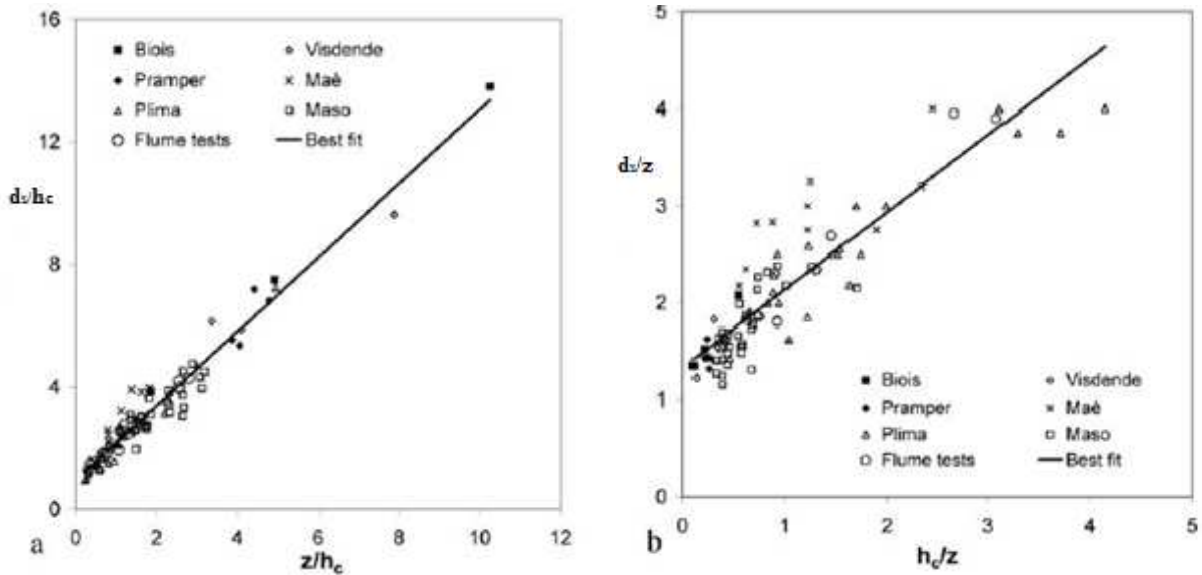 16
12
8
4
0
dₛ/hc
Biois
Visdende
Pramper
Maè
Plima
Maso
Flume tests
Best fit
0 2 4 6 8 10 12
z/hc
a
5
4
3
2
1
0
dₛ/z
Biois
Visdende
Pramper
Maè
Plima
Maso
Flume tests
Best fit
0 1 2 3 4 5
hc/z
b